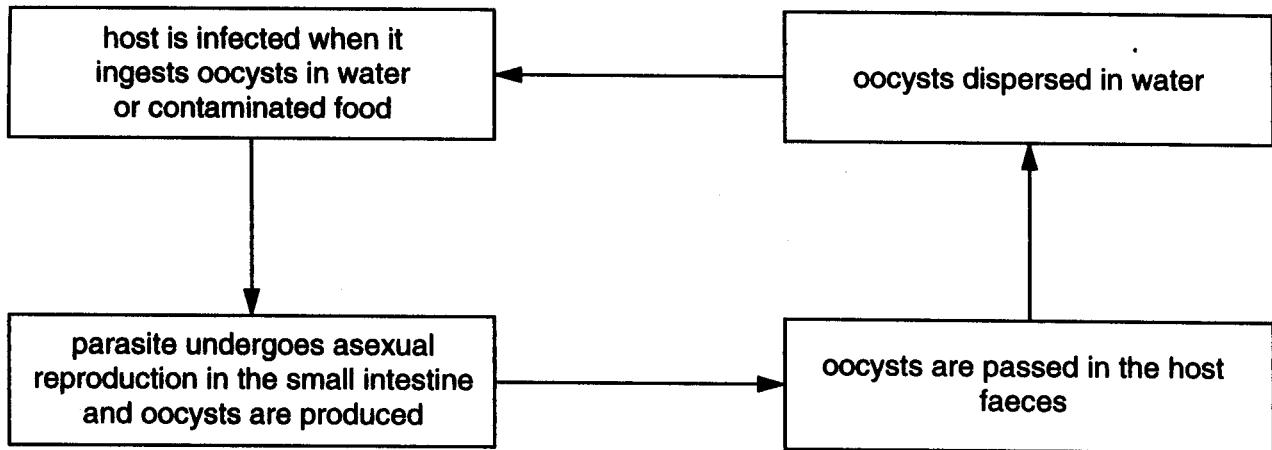 host is infected when it
ingests oocysts in water
or contaminated food
oocysts dispersed in water
parasite undergoes asexual
reproduction in the small intestine
and oocysts are produced
oocysts are passed in the host
faeces